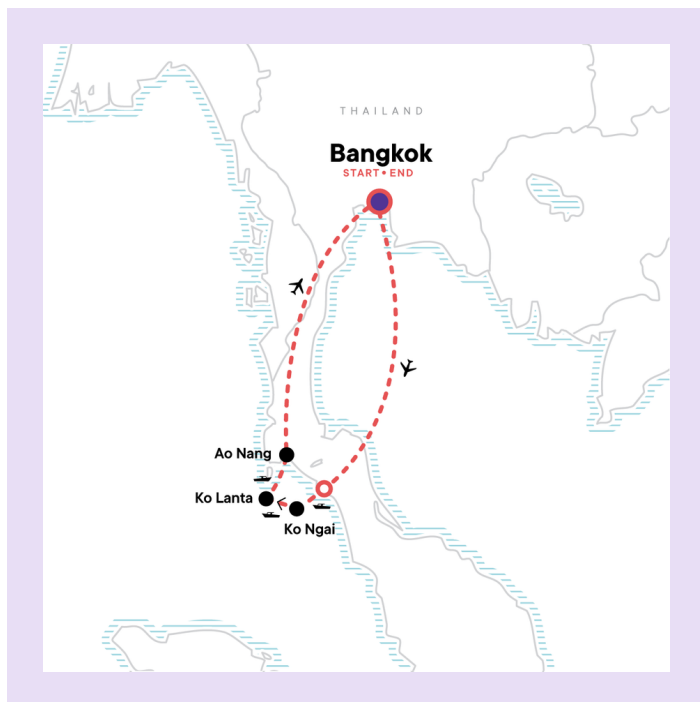 THAILAND
Bangkok
START • END
Ao Nang
Ko Lanta
Ko Ngai